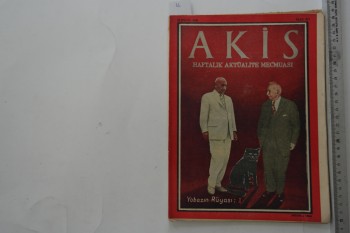 AKİS
HAFTALIK AKTÜALİTE MECMUASI
Yobazın Rüyası: